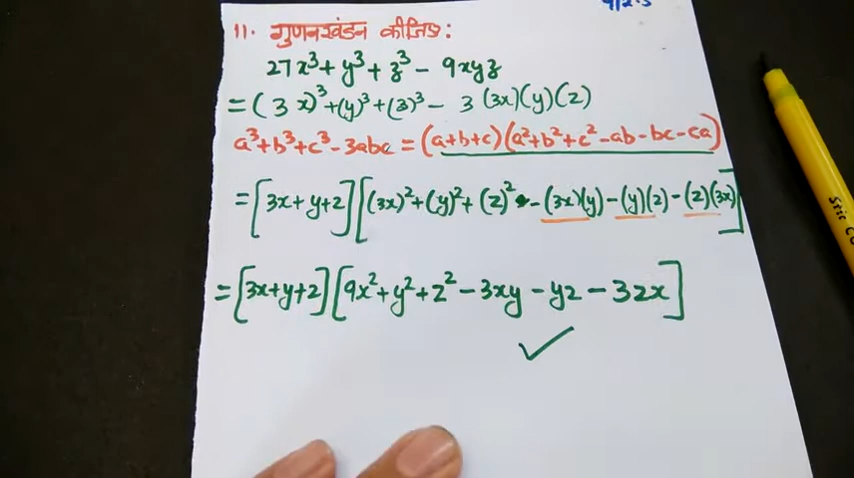 11. गुणनखंडन कीजिए:
27x³ + y³ + z³ - 9xyz
= (3x)³ + (y)³ + (z)³ - 3(3x)(y)(z)
a³ + b³ + c³ - 3abc = (a+b+c)(a²+b²+c² - ab - bc - ca)
= [3x + y + z][(3x)² + (y)² + (z)² - (3x)(y) - (y)(z) - (z)(3x)]
= [3x + y + z][9x² + y² + z² - 3xy - yz - 3zx]